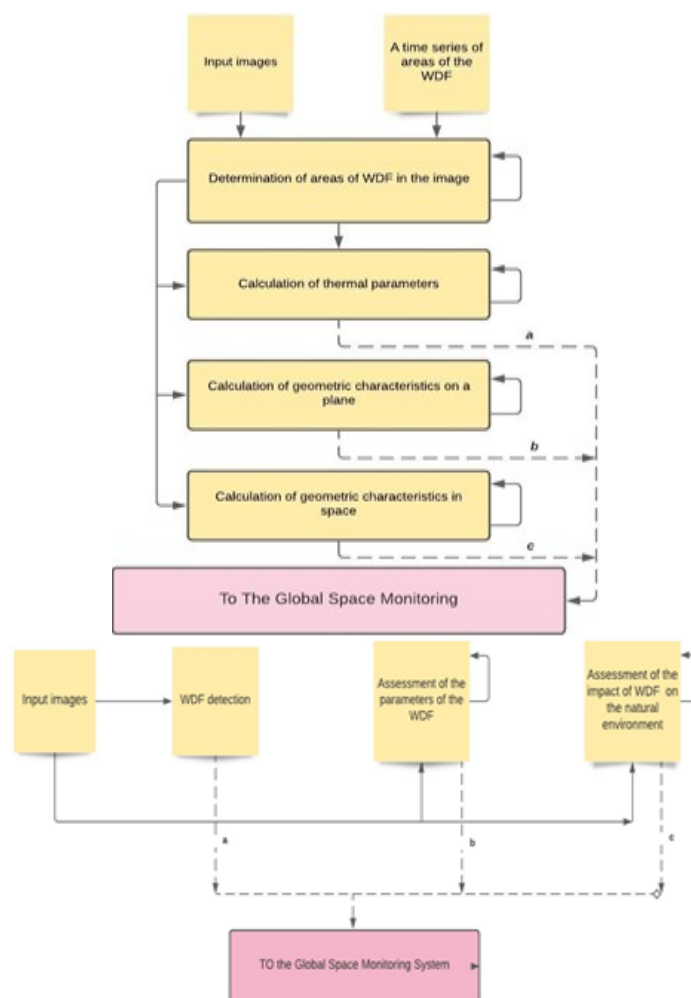 Input images
A time series of
areas of the
WDF
Determination of areas of WDF in the image
Calculation of thermal parameters
a
Calculation of geometric characteristics on a
plane
b
Calculation of geometric characteristics in
space
c
To The Global Space Monitoring
Input images
WDF detection
Assessment of the
parameters of the
WDF
Assessment of the
impact of WDF on
the natural
environment
a
b
c
TO the Global Space Monitoring System